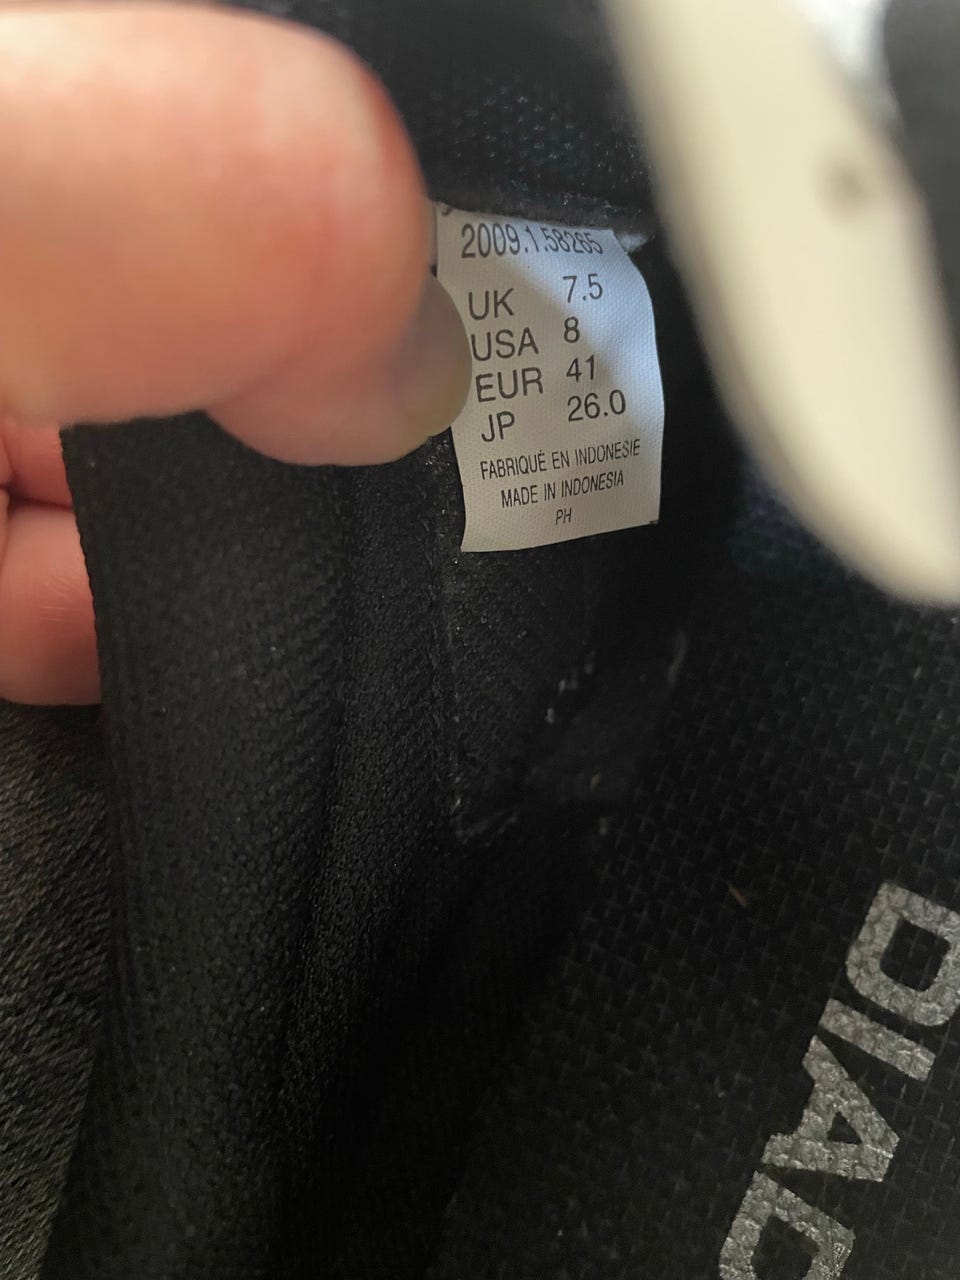 2009.1.58265
UK 7.5
USA 8
EUR 41
JP 26.0
FABRIQUÉ EN INDONESIE
MADE IN INDONESIA
PH
DIAD